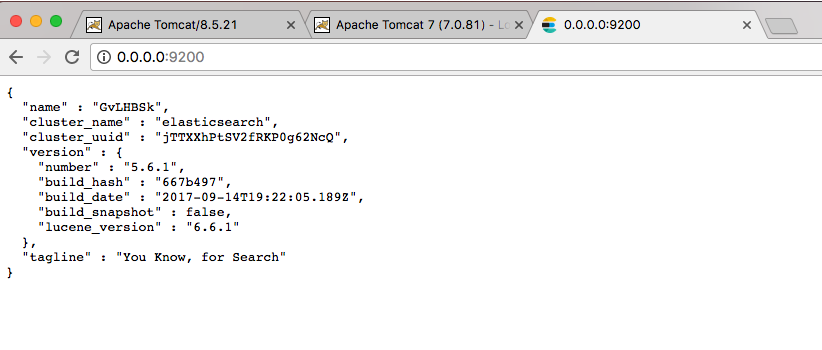 Apache Tomcat/8.5.21
Apache Tomcat 7 (7.0.81) - Lo
0.0.0.0:9200
0.0.0.0:9200
{
  "name" : "GvLHBSk",
  "cluster_name" : "elasticsearch",
  "cluster_uuid" : "jTTXXhPtSV2fRKP0g62NcQ",
  "version" : {
    "number" : "5.6.1",
    "build_hash" : "667b497",
    "build_date" : "2017-09-14T19:22:05.189Z",
    "build_snapshot" : false,
    "lucene_version" : "6.6.1"
  },
  "tagline" : "You Know, for Search"
}